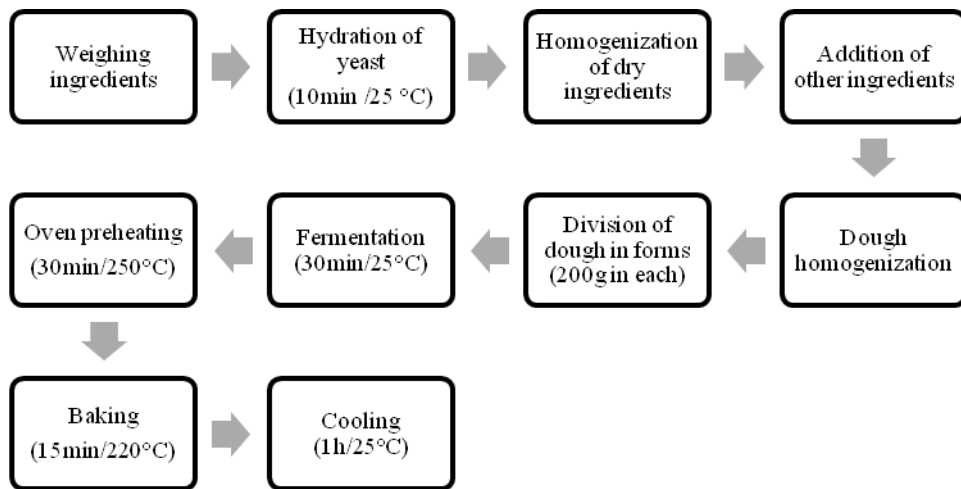 Weighing
ingredients
Hydration of
yeast
(10min /25 °C)
Homogenization
of dry
ingredients
Addition of
other ingredients
Dough
homogenization
Division of
dough in forms
(200g in each)
Fermentation
(30min/25°C)
Oven preheating
(30min/250°C)
Baking
(15min/220°C)
Cooling
(1h/25°C)